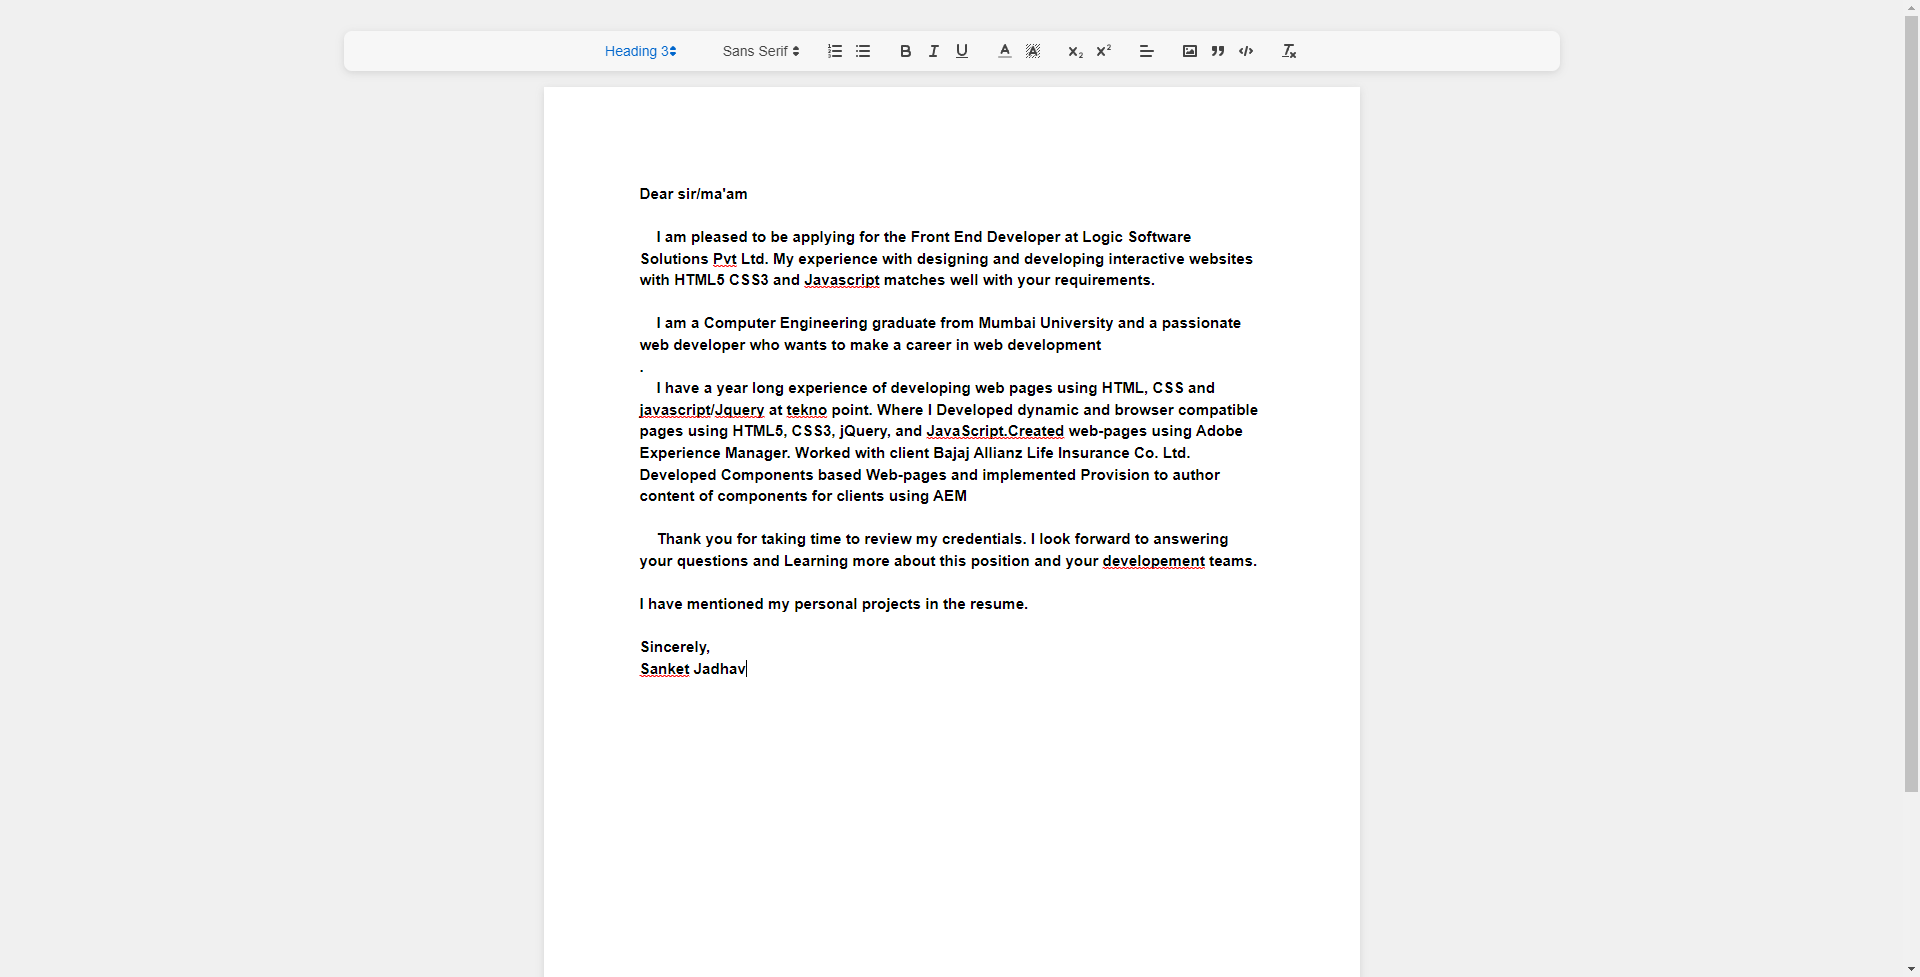 Heading 3 Sans Serif
Dear sir/ma'am
I am pleased to be applying for the Front End Developer at Logic Software
Solutions Pvt Ltd. My experience with designing and developing interactive websites
with HTML5 CSS3 and Javascript matches well with your requirements.
I am a Computer Engineering graduate from Mumbai University and a passionate
web developer who wants to make a career in web development
.
I have a year long experience of developing web pages using HTML, CSS and
javascript/Jquery at tekno point. Where I Developed dynamic and browser compatible
pages using HTML5, CSS3, jQuery, and JavaScript.Created web-pages using Adobe
Experience Manager. Worked with client Bajaj Allianz Life Insurance Co. Ltd.
Developed Components based Web-pages and implemented Provision to author
content of components for clients using AEM
Thank you for taking time to review my credentials. I look forward to answering
your questions and Learning more about this position and your developement teams.
I have mentioned my personal projects in the resume.
Sincerely,
Sanket Jadhav